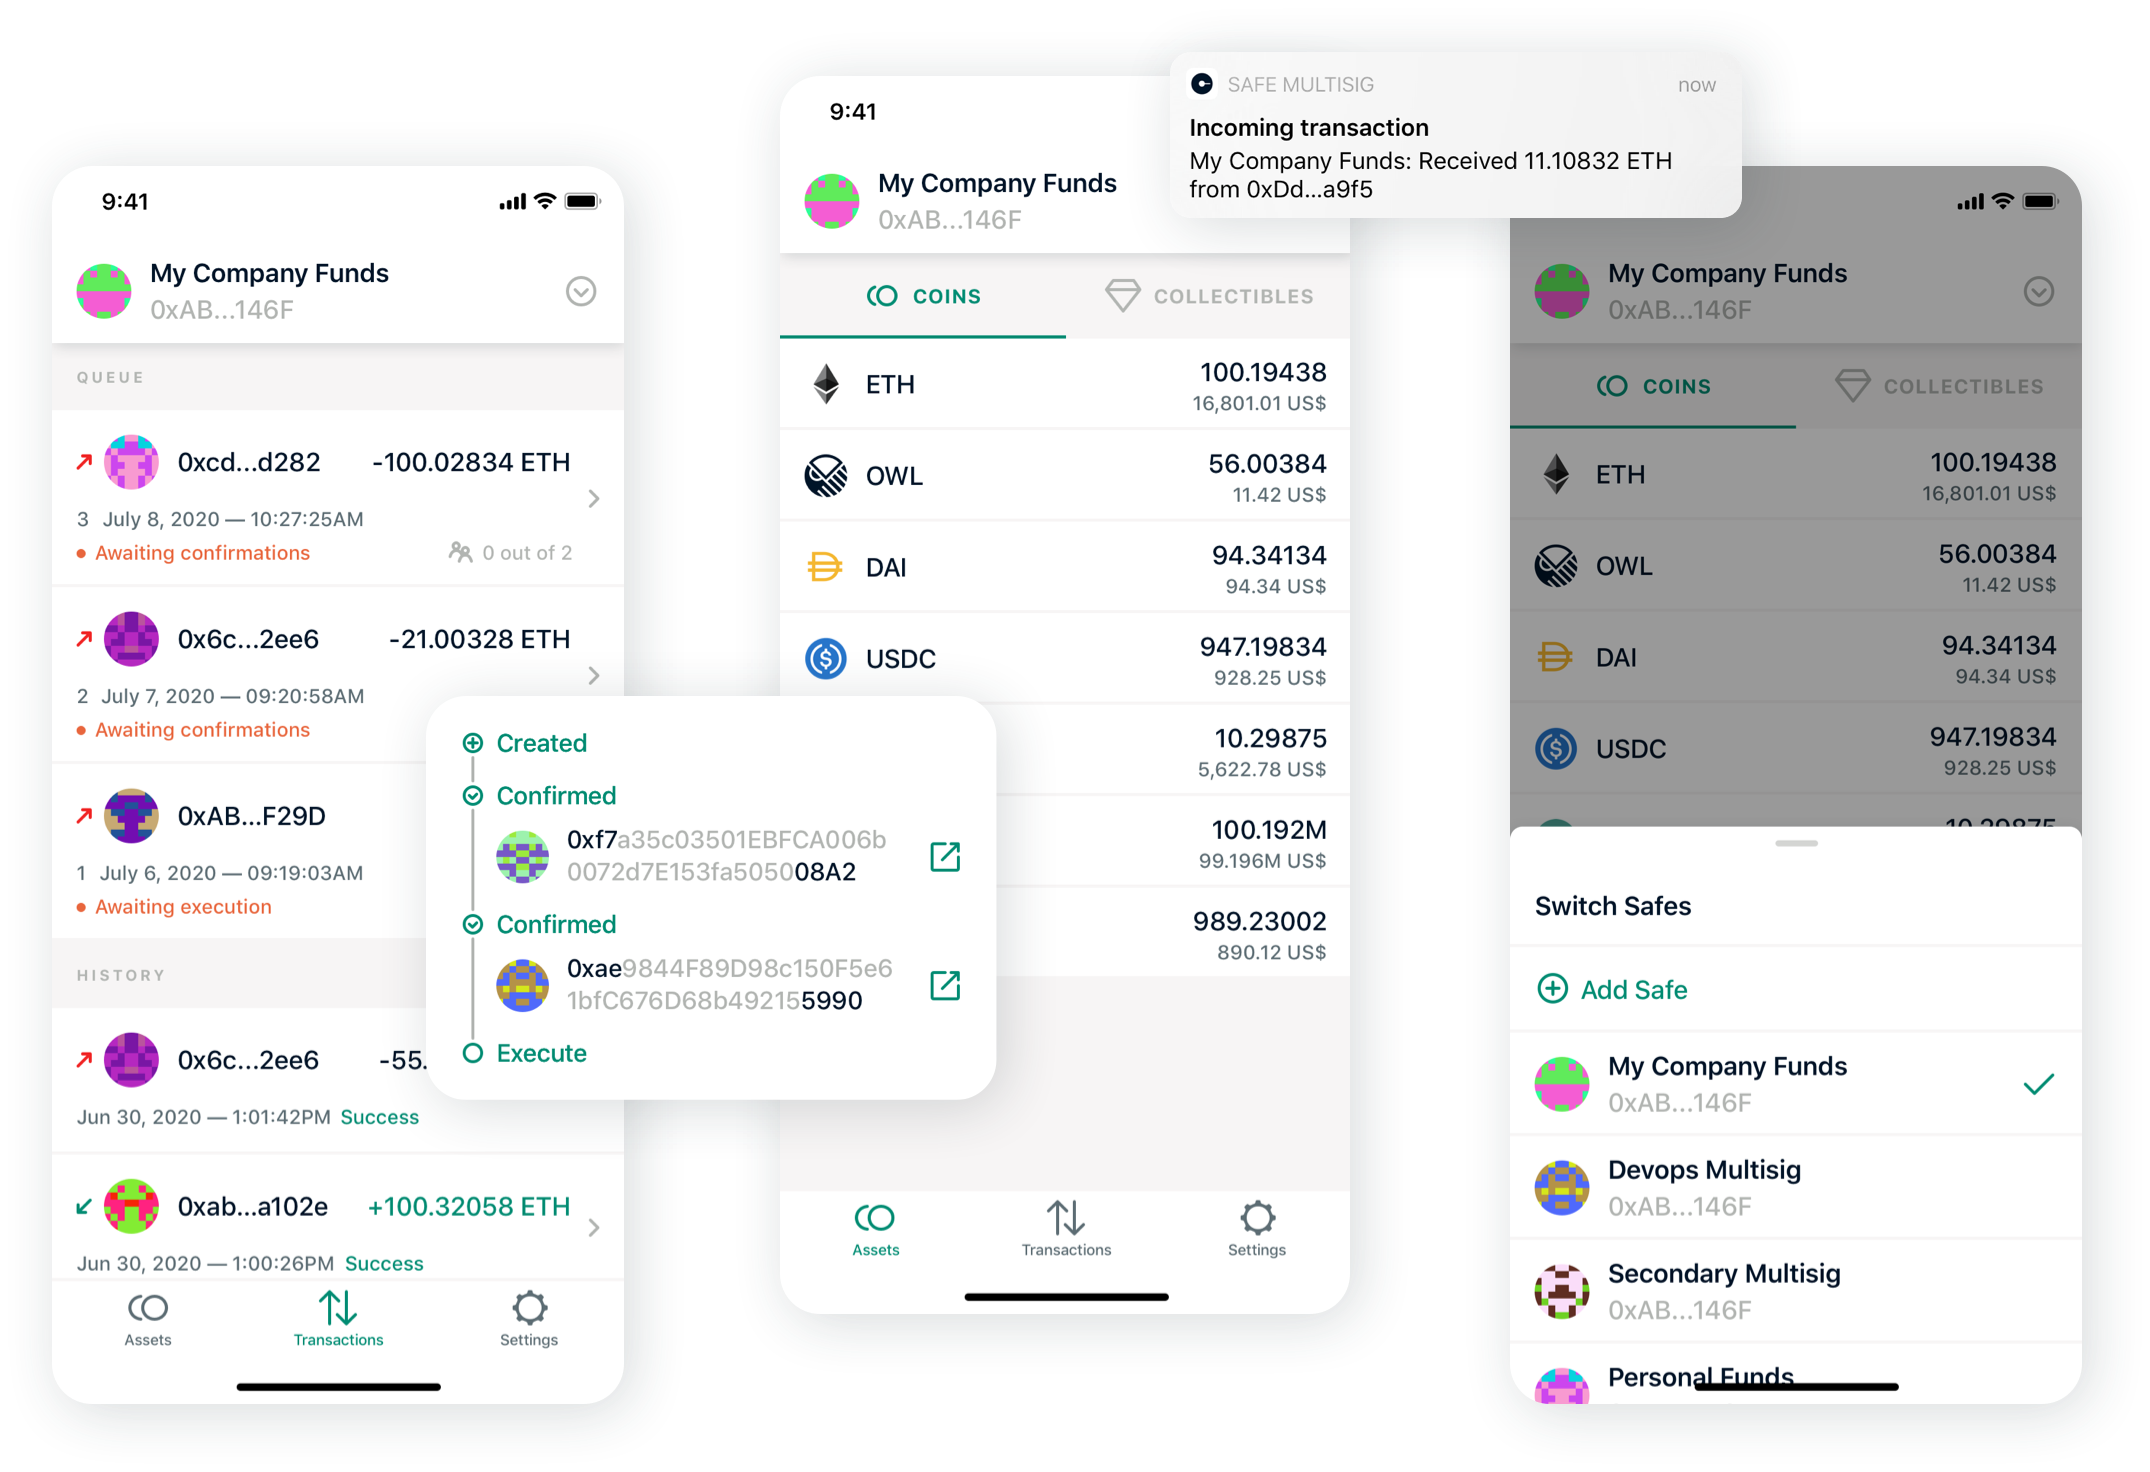 9:41
My Company Funds
0xAB...146F
QUEUE
0xcd...d282 -100.02834 ETH
3 July 8, 2020 — 10:27:25AM
Awaiting confirmations 0 out of 2
0x6c...2ee6 -21.00328 ETH
2 July 7, 2020 — 09:20:58AM
Awaiting confirmations
0xAB...F29D
1 July 6, 2020 — 09:19:03AM
Awaiting execution
HISTORY
0x6c...2ee6 -55.
Jun 30, 2020 — 1:01:42PM Success
0xab...a102e +100.32058 ETH
Jun 30, 2020 — 1:00:26PM Success
Assets Transactions Settings
Created
Confirmed
0xf7a35c03501EBFCA006b
0072d7E153fa505008A2
Confirmed
0xae9844F89D98c150F5e6
1bfC676D68b492155990
Execute
9:41
My Company Funds
0xAB...146F
COINS COLLECTIBLES
ETH 100.19438
16,801.01 US$
OWL 56.00384
11.42 US$
DAI 94.34134
94.34 US$
USDC 947.19834
928.25 US$
10.29875
5,622.78 US$
100.192M
99.196M US$
989.23002
890.12 US$
Assets Transactions Settings
SAFE MULTISIG now
Incoming transaction
My Company Funds: Received 11.10832 ETH
from 0xDd...a9f5
My Company Funds
0xAB...146F
COINS COLLECTIBLES
ETH 100.19438
16,801.01 US$
OWL 56.00384
11.42 US$
DAI 94.34134
94.34 US$
USDC 947.19834
928.25 US$
10.29875
Switch Safes
Add Safe
My Company Funds
0xAB...146F
Devops Multisig
0xAB...146F
Secondary Multisig
0xAB...146F
Personal Funds